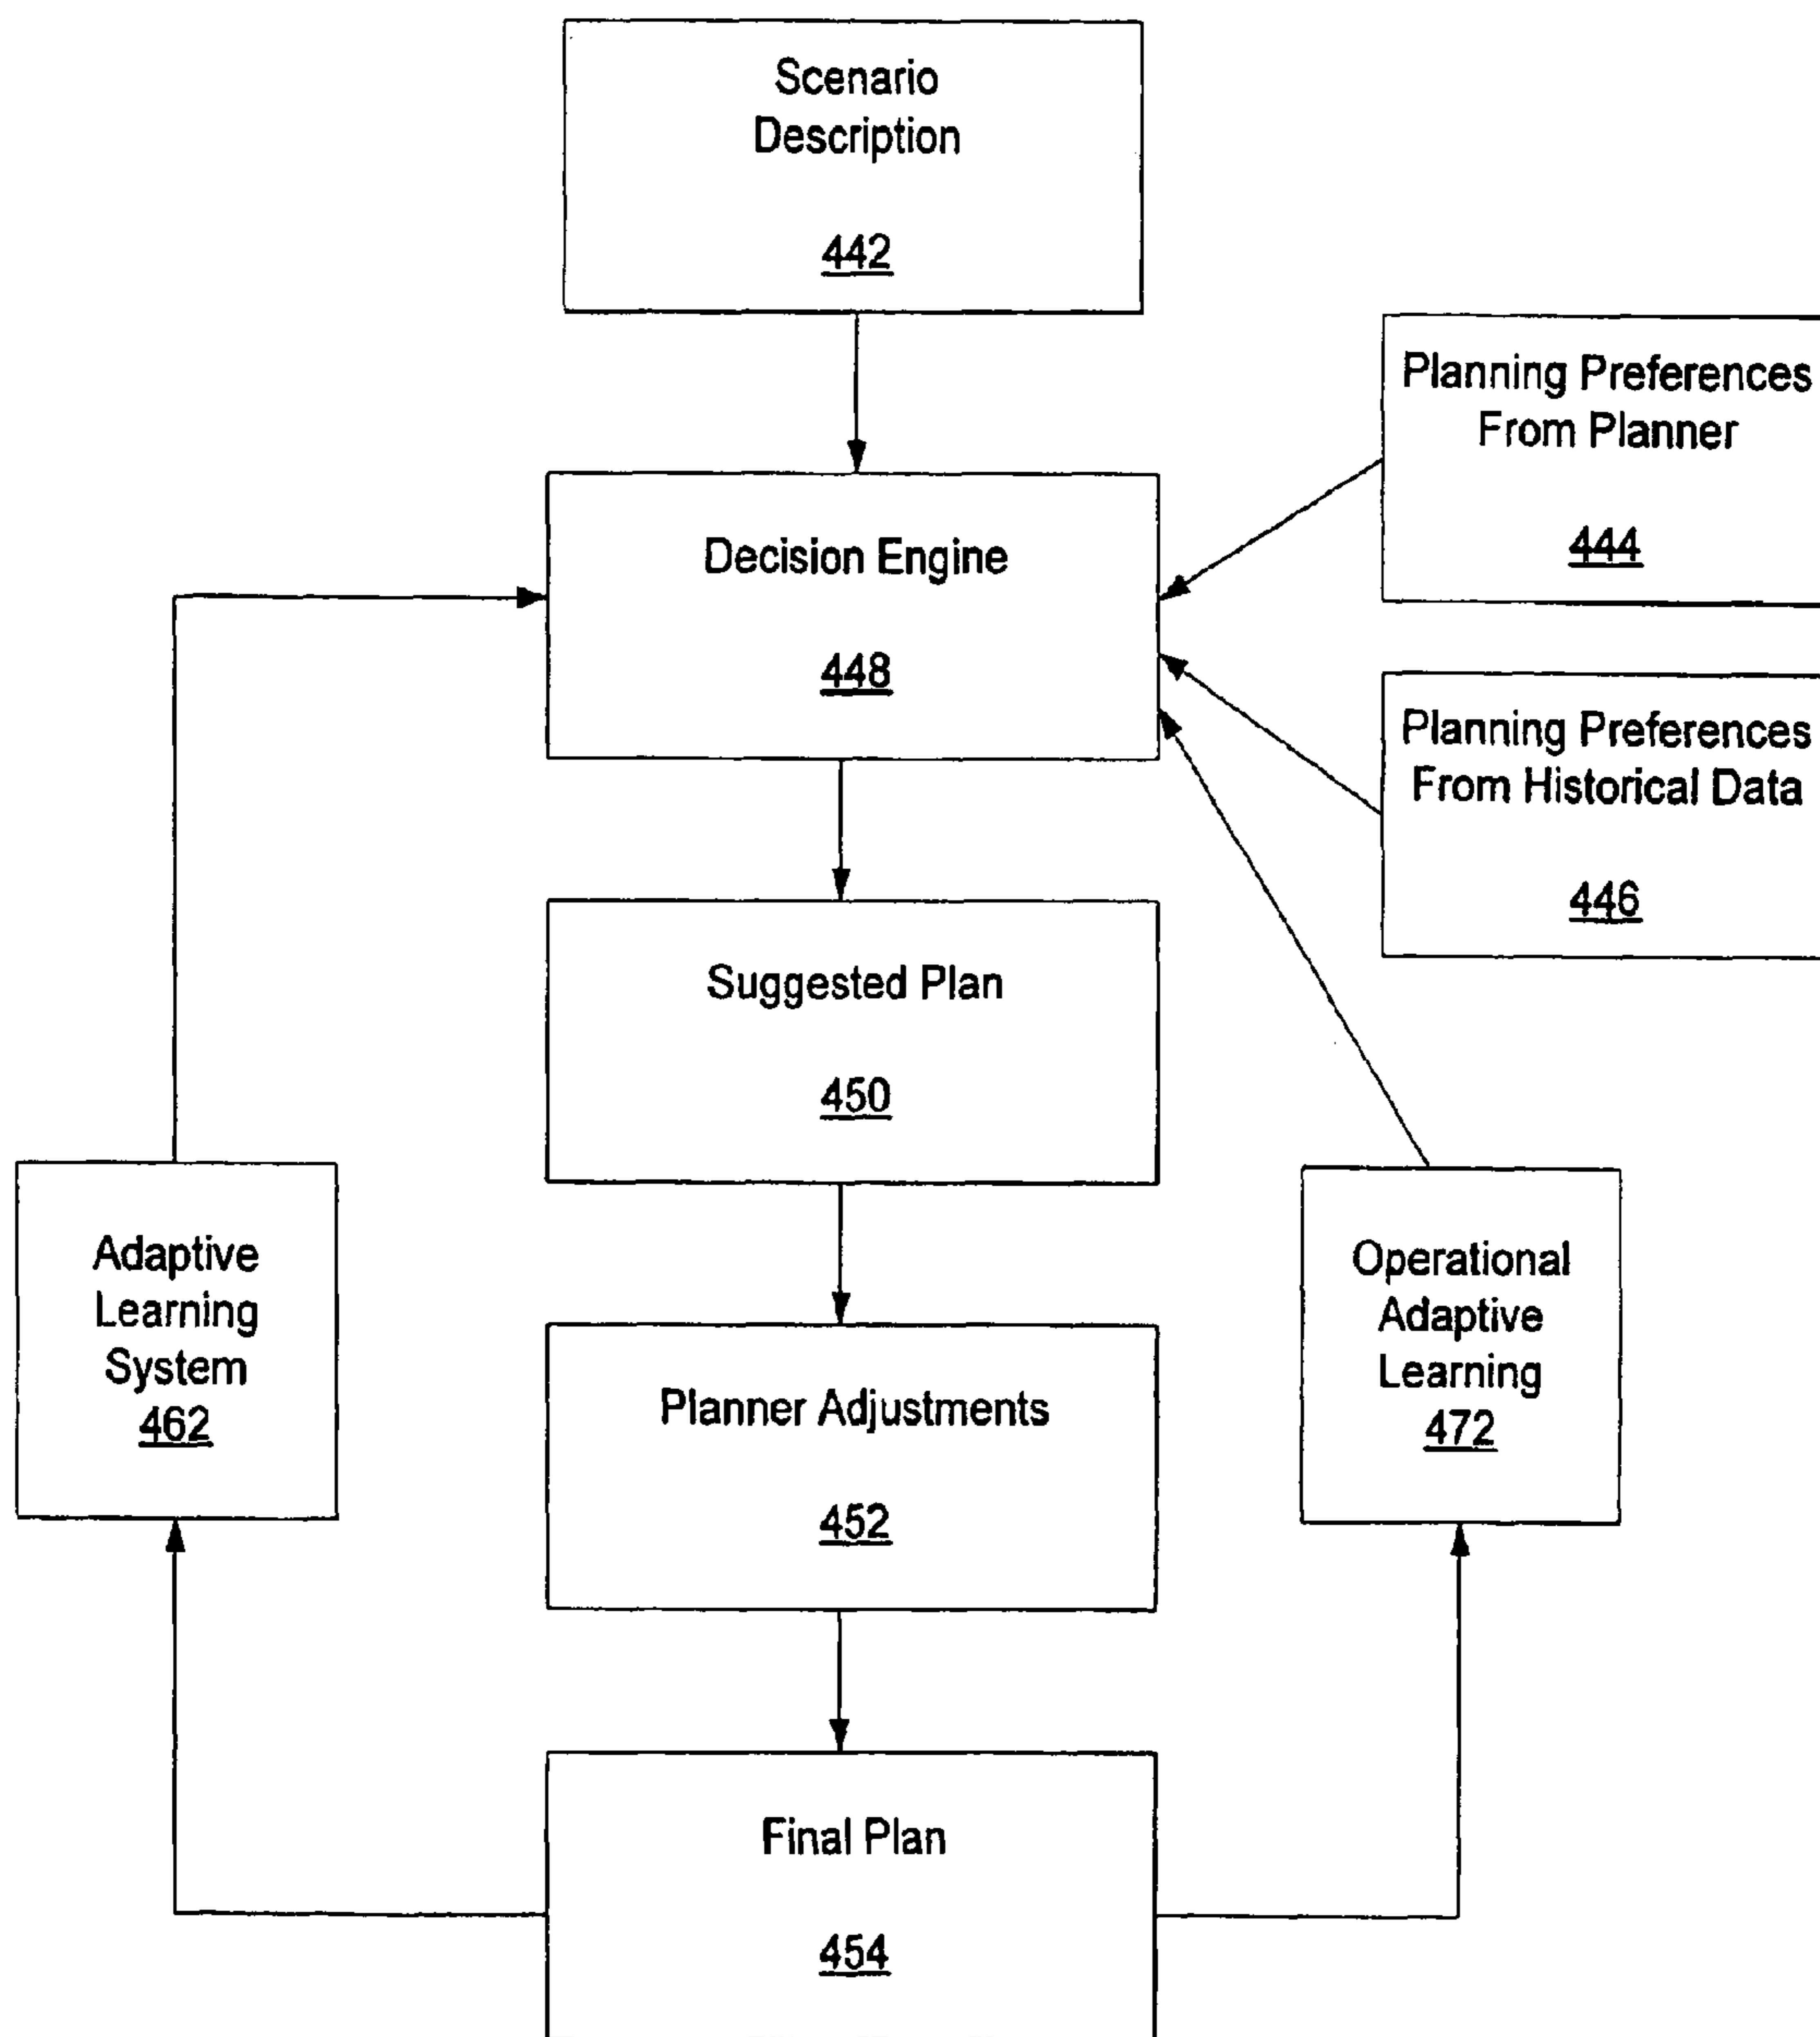 Scenario
Description
442
Planning Preferences
From Planner
444
Decision Engine
448
Planning Preferences
From Historical Data
446
Suggested Plan
450
Adaptive
Learning
System
462
Operational
Adaptive
Learning
472
Planner Adjustments
452
Final Plan
454